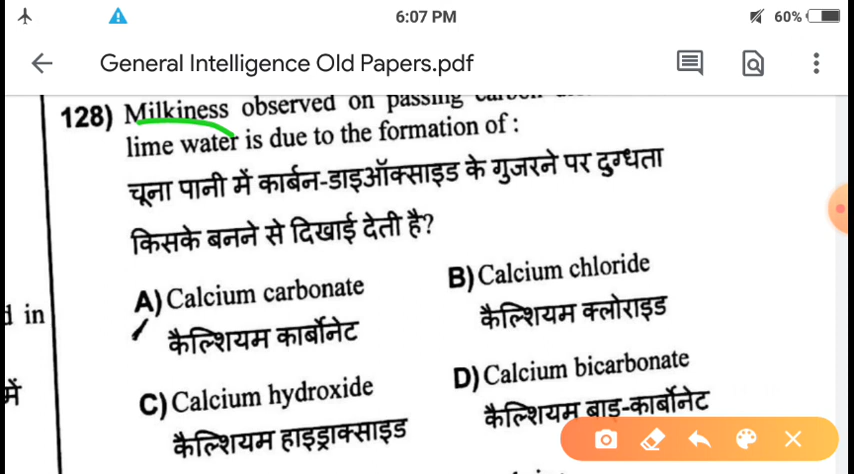 6:07 PM
60%
General Intelligence Old Papers.pdf
128) Milkiness observed on passing
lime water is due to the formation of :
चूना पानी में कार्बन-डाइऑक्साइड के गुजरने पर दुग्धता
किसके बनने से दिखाई देती है?
A) Calcium carbonate
कैल्शियम कार्बोनेट
B) Calcium chloride
कैल्शियम क्लोराइड
C) Calcium hydroxide
कैल्शियम हाइड्राक्साइड
D) Calcium bicarbonate
कैल्शियम बाइ-कार्बोनेट
in
में